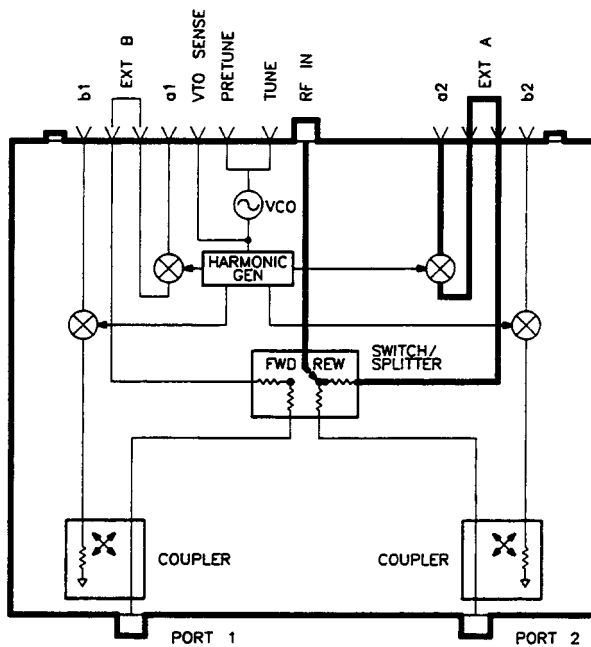 b1
EXT B
a1
VTO SENSE
PRETUNE
TUNE
RF IN
a2
EXT A
b2
VCO
HARMONIC
GEN
FWD
REW
SWITCH/
SPLITTER
COUPLER
COUPLER
PORT 1
PORT 2